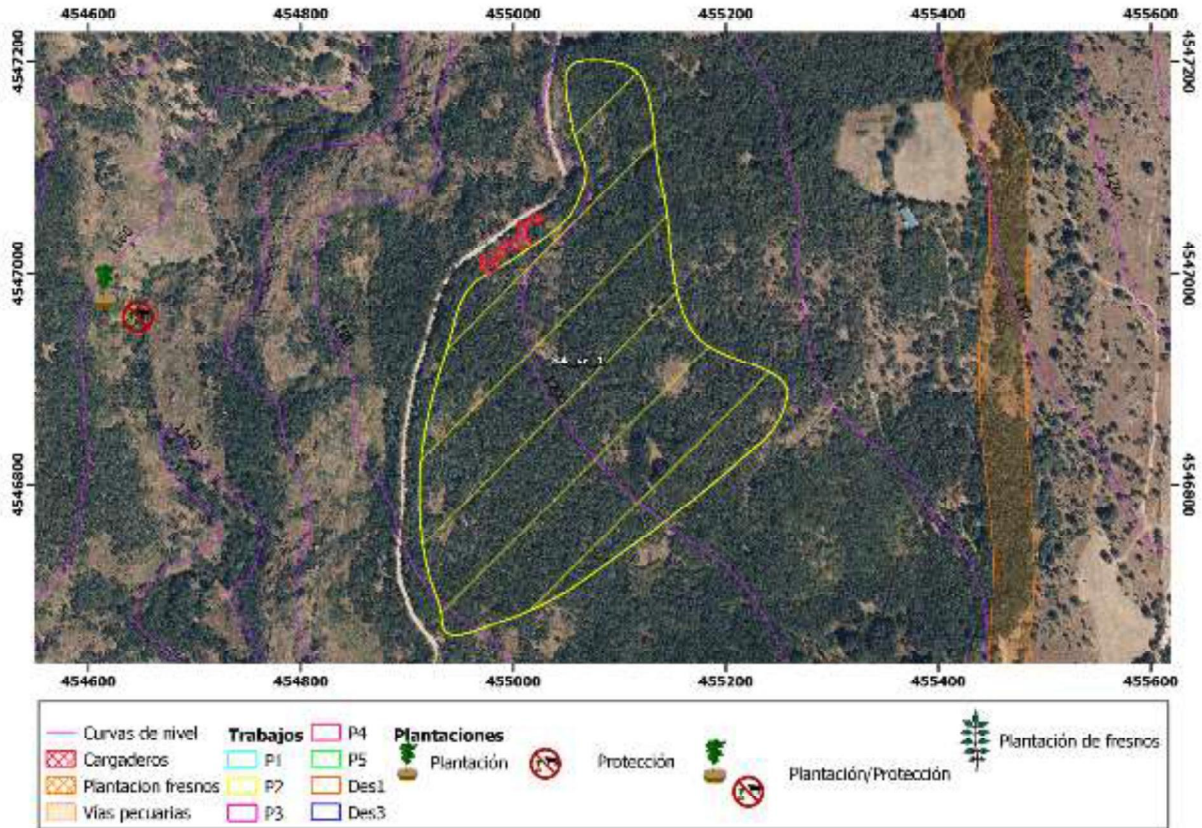 454600 454800 455000 455200 455400 455600
4547200 4547200
4547000 4547000
4546800 4546800
1160
454600 454800 455000 455200 455400 455600
Curvas de nivel
Cargaderos
Plantacion fresnos
Vías pecuarias
Trabajos
P1
P2
P3
P4
P5
Des1
Des3
Plantaciones
Plantación
Protección
Plantación/Protección
Plantación de fresnos